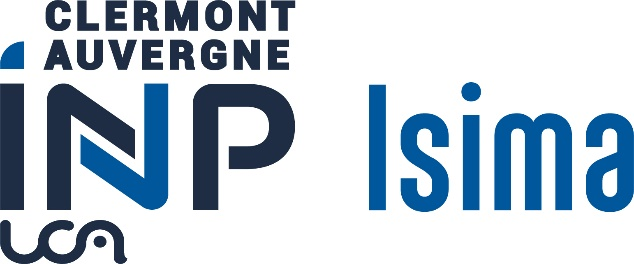 CLERMONT
AUVERGNE
INP
UCA
Isima